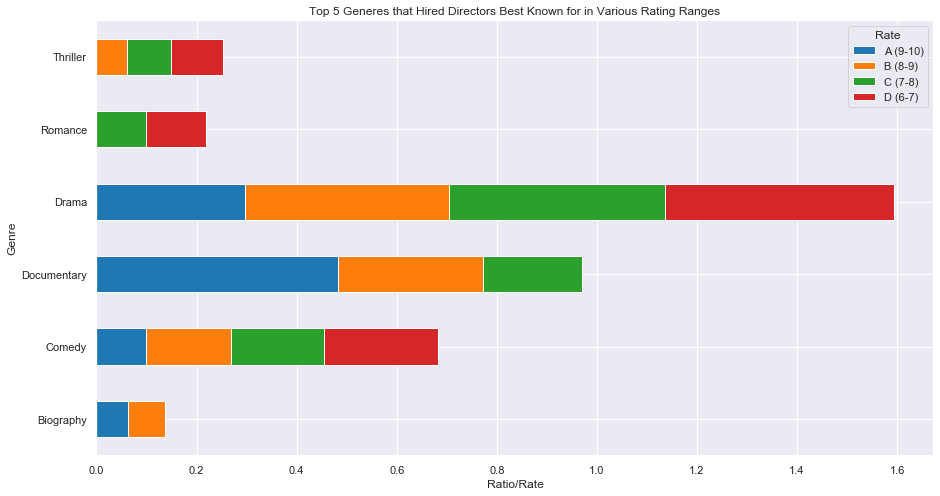 Top 5 Generes that Hired Directors Best Known for in Various Rating Ranges
Rate
A (9-10)
B (8-9)
C (7-8)
D (6-7)
Genre
Thriller
Romance
Drama
Documentary
Comedy
Biography
0.0 0.2 0.4 0.6 0.8 1.0 1.2 1.4 1.6
Ratio/Rate